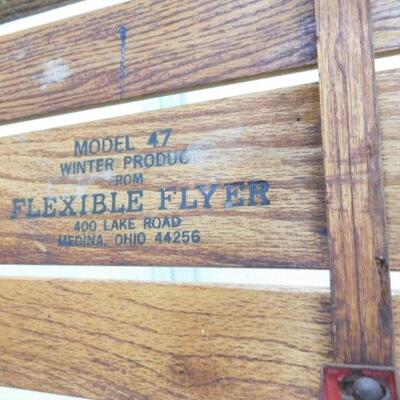 MODEL 47
WINTER PRODUC
ROM
FLEXIBLE FLYER
400 LAKE ROAD
MEDINA, OHIO 44256